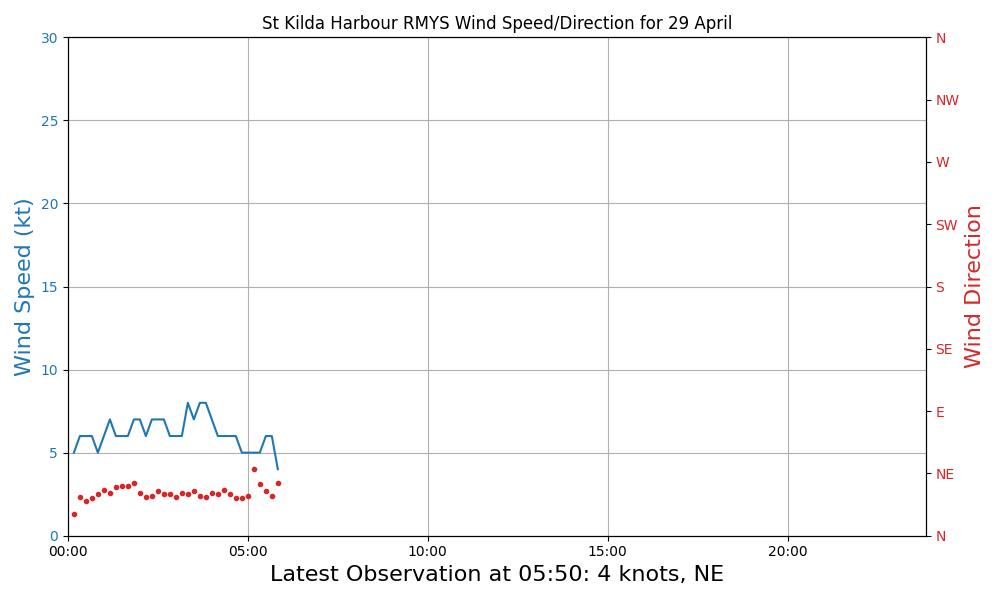 St Kilda Harbour RMYS Wind Speed/Direction for 29 April
Wind Speed (kt)
30
25
20
15
10
5
0
00:00
05:00
10:00
15:00
20:00
N
NW
W
SW
S
SE
E
NE
N
Wind Direction
Latest Observation at 05:50: 4 knots, NE